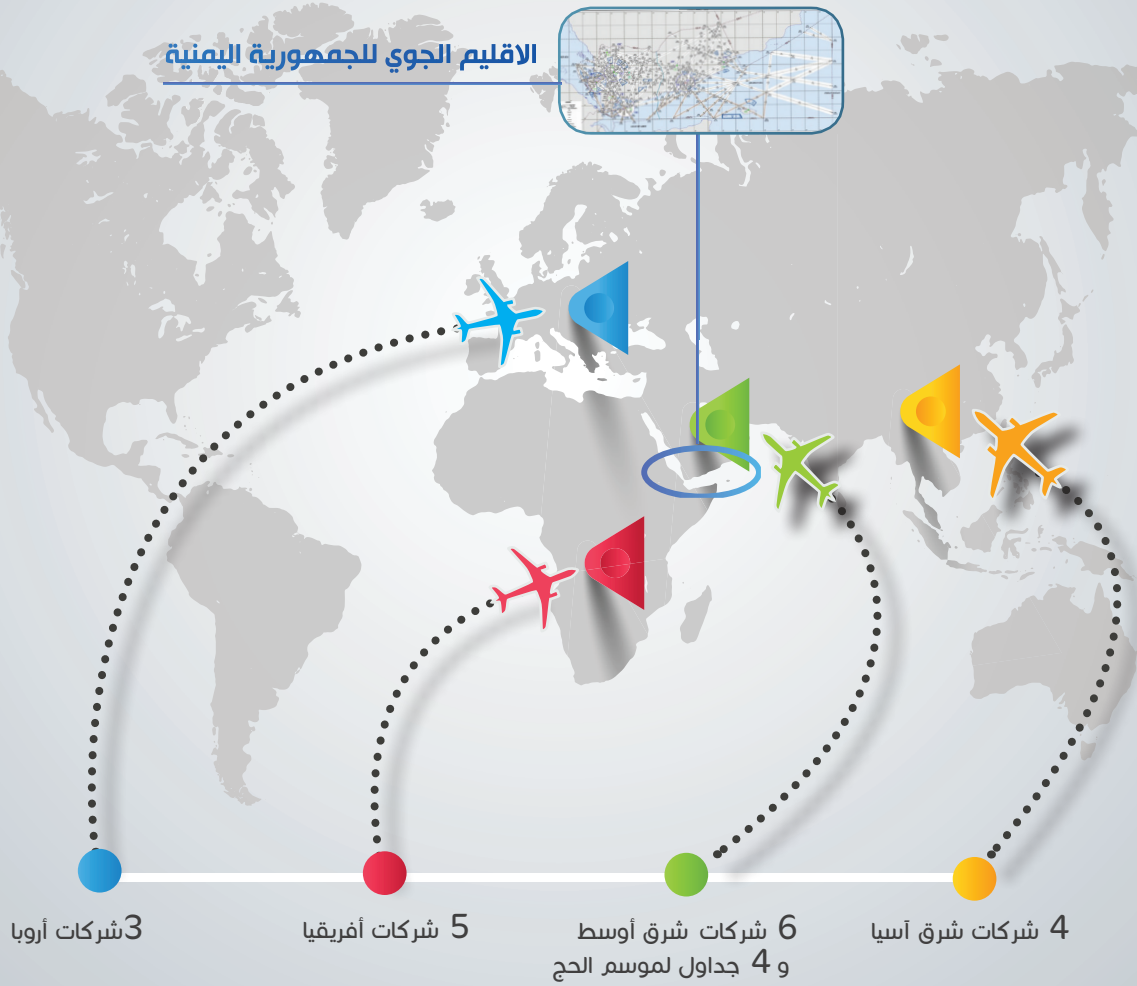 الاقليم الجوي للجمهورية اليمنية
4 شركات شرق آسيا
6 شركات شرق أوسط
و 4 جداول لموسم الحج
5 شركات أفريقيا
3شركات أروبا